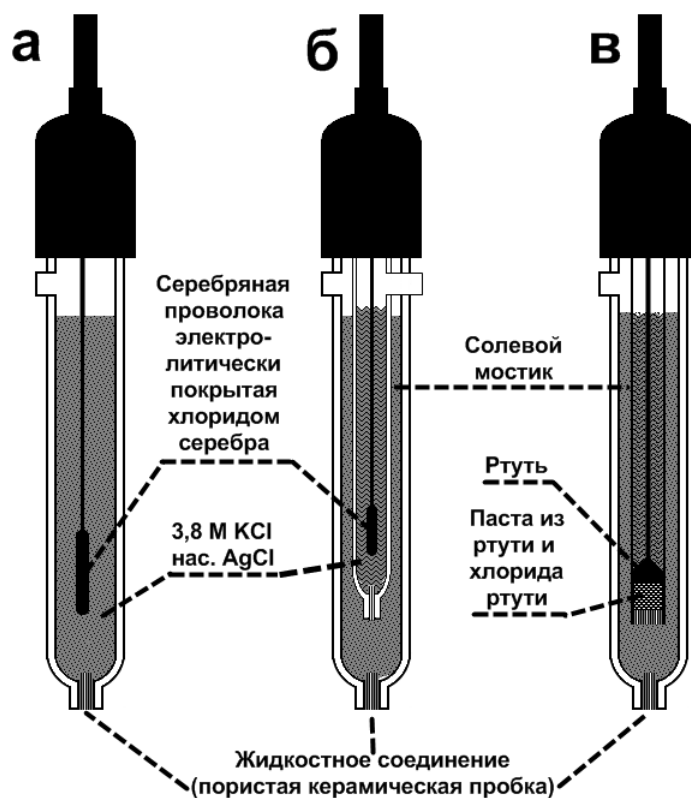 а
б
в
Серебряная
проволока
электро-
литически
покрытая
хлоридом
серебра
3,8 М KCl
нас. AgCl
Солевой
мостик
Ртуть
Паста из
ртути и
хлорида
ртути
Жидкостное соединение
(пористая керамическая пробка)